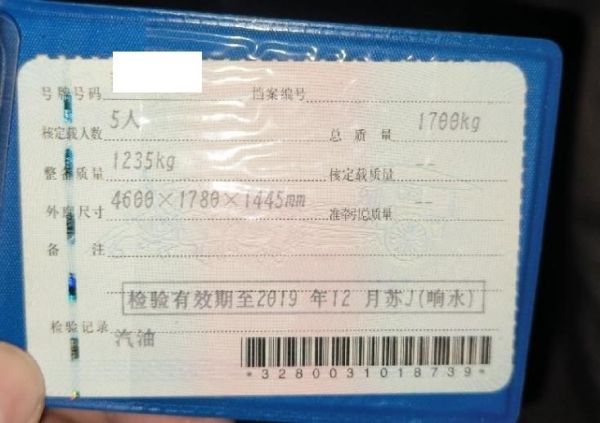 号牌号码 档案编号
核定载人数 5人 总质量 1700kg
整备质量 1235kg 核定载质量 --
外廓尺寸 4600×1780×1445mm 准牵引总质量 --
备注
检验有效期至2019年12月苏J(响水)
检验记录 汽油
*3280031018739*